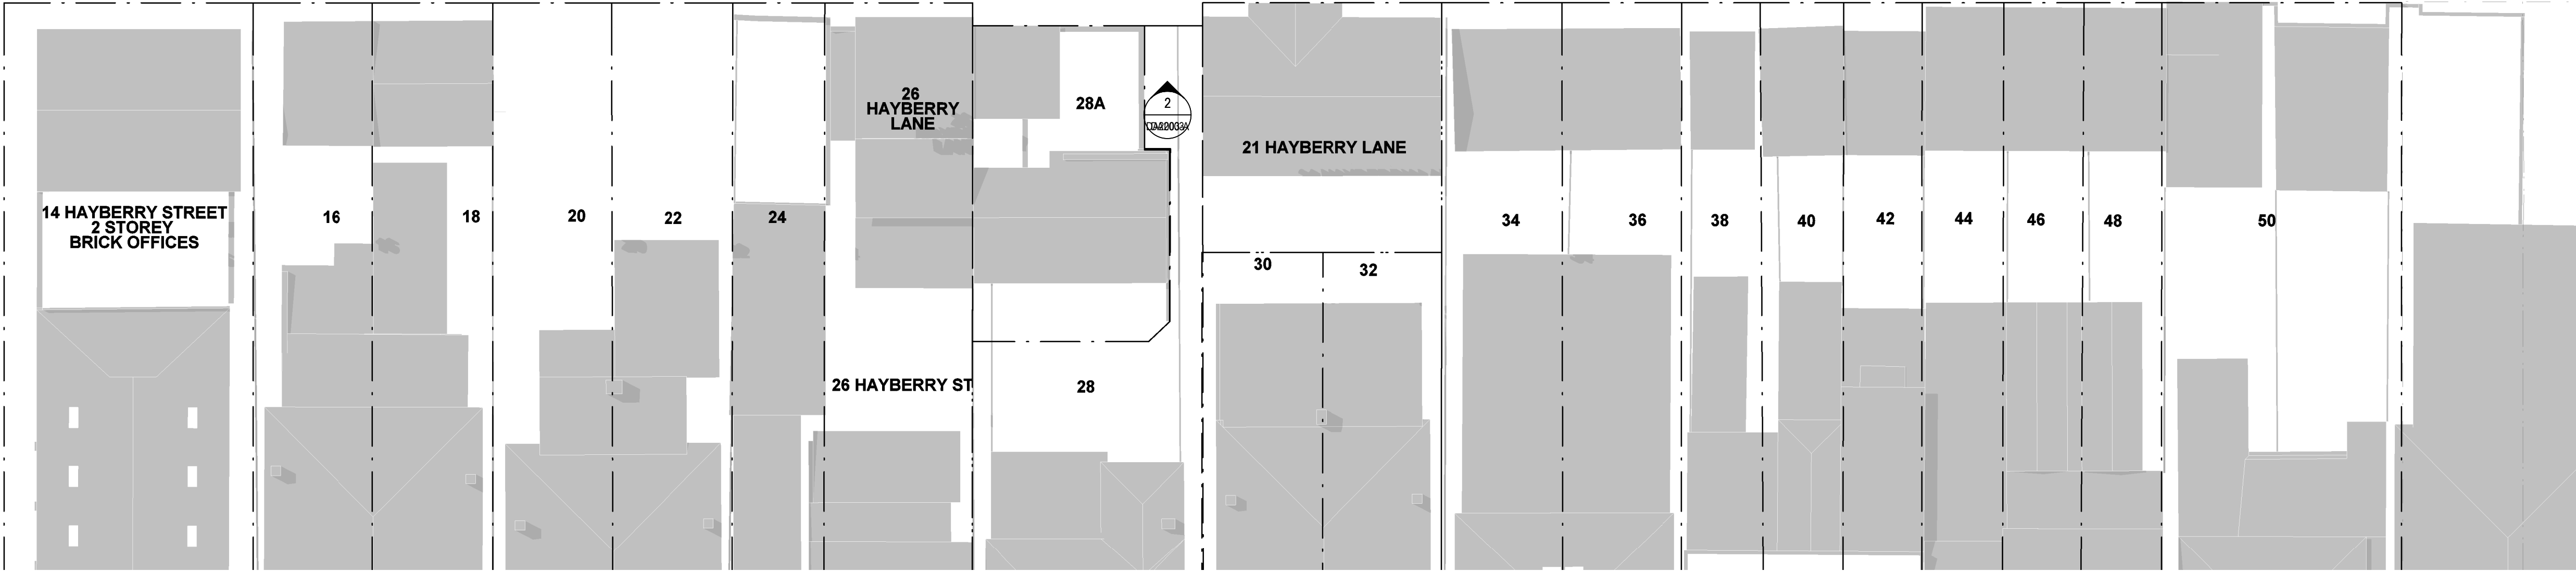 26
HAYBERRY
LANE
28A
2
21 HAYBERRY LANE
14 HAYBERRY STREET
2 STOREY
BRICK OFFICES
16
18
20
22
24
34
36
38
40
42
44
46
48
50
30
32
26 HAYBERRY ST
28